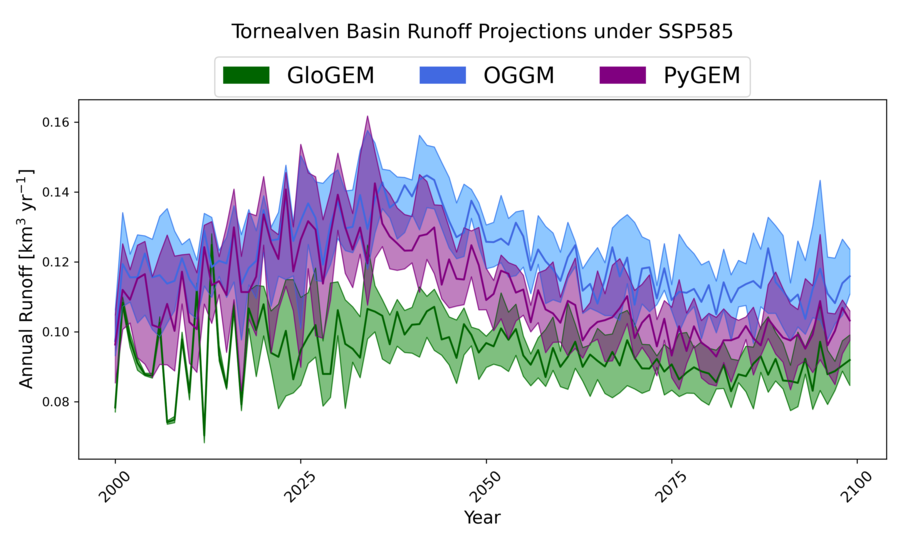 Tornealven Basin Runoff Projections under SSP585
GloGEM OGGM PyGEM
Annual Runoff [km³ yr⁻¹]
0.16
0.14
0.12
0.10
0.08
2000 2025 2050 2075 2100
Year